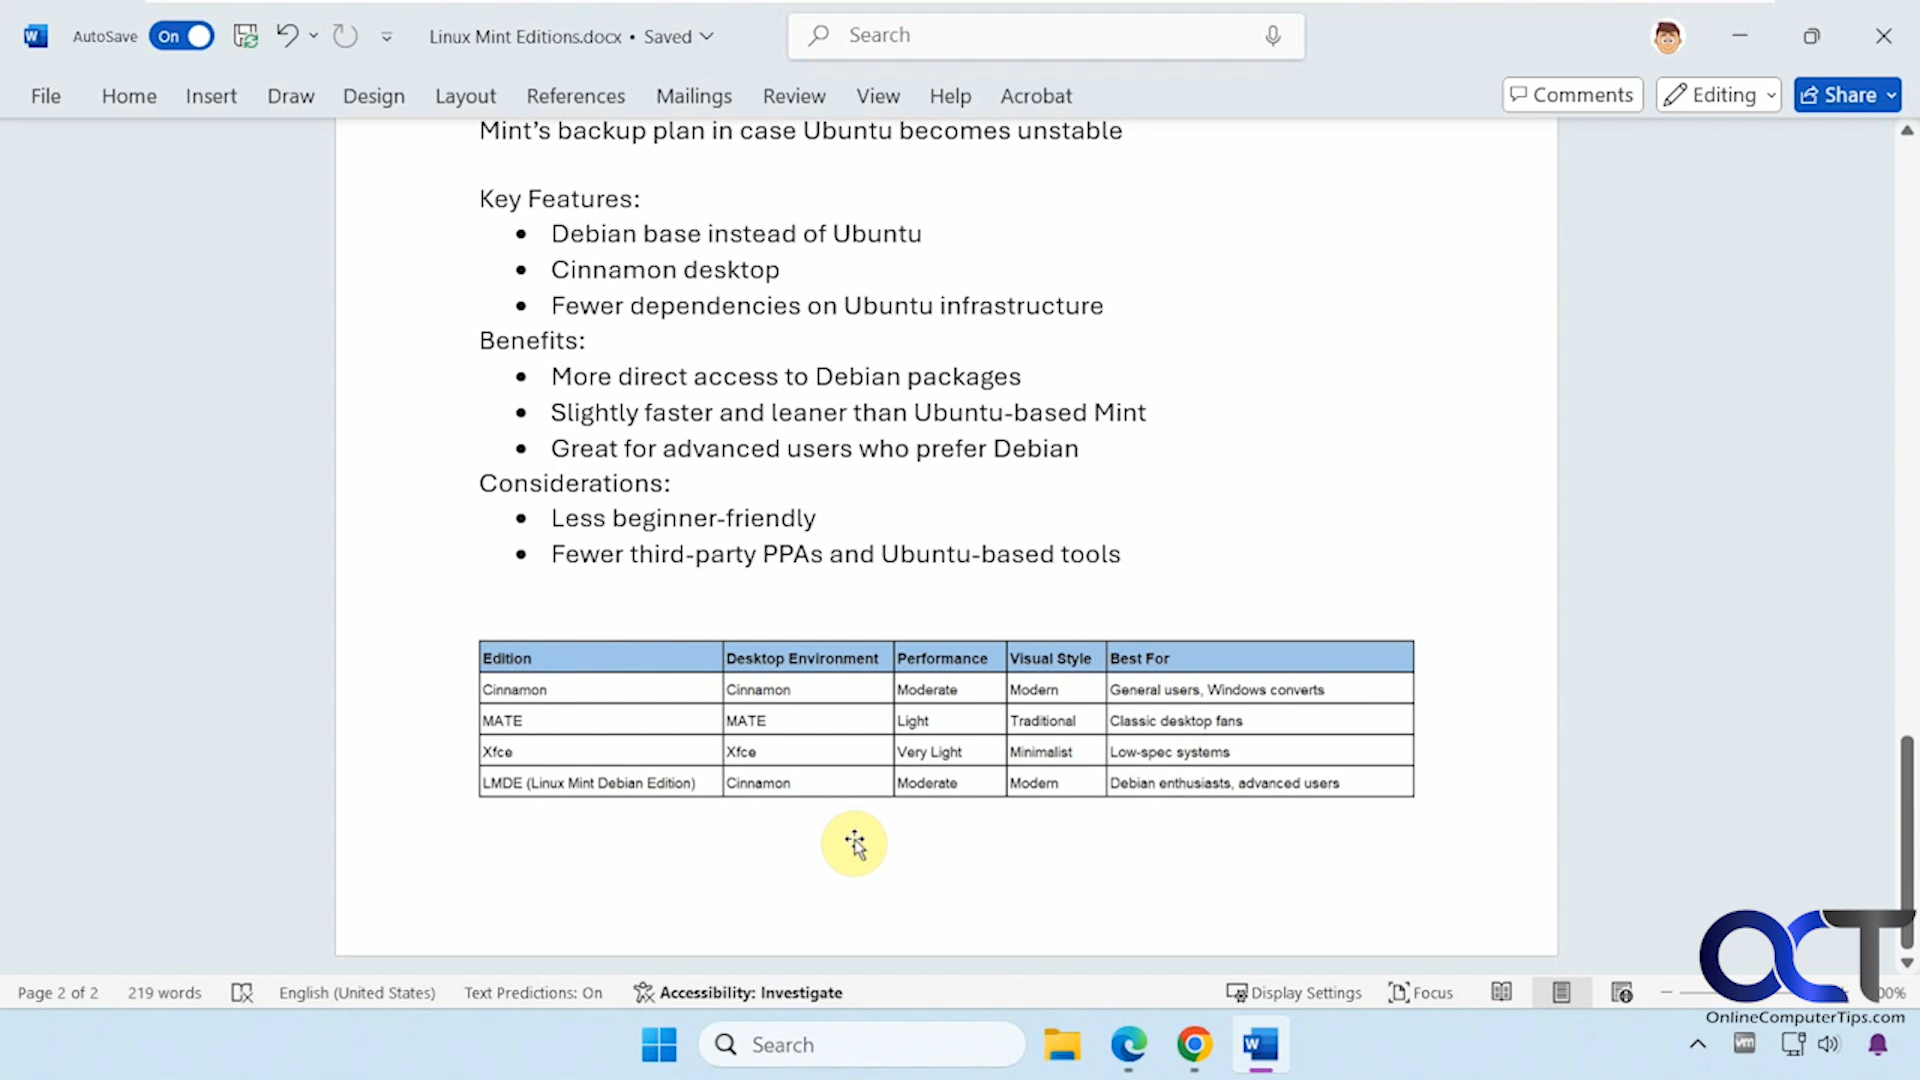 AutoSave On Linux Mint Editions.docx • Saved Search
File Home Insert Draw Design Layout References Mailings Review View Help Acrobat Comments Editing Share
Mint’s backup plan in case Ubuntu becomes unstable
Key Features:
• Debian base instead of Ubuntu
• Cinnamon desktop
• Fewer dependencies on Ubuntu infrastructure
Benefits:
• More direct access to Debian packages
• Slightly faster and leaner than Ubuntu-based Mint
• Great for advanced users who prefer Debian
Considerations:
• Less beginner-friendly
• Fewer third-party PPAs and Ubuntu-based tools
Edition Desktop Environment Performance Visual Style Best For
Cinnamon Cinnamon Moderate Modern General users, Windows converts
MATE MATE Light Traditional Classic desktop fans
Xfce Xfce Very Light Minimalist Low-spec systems
LMDE (Linux Mint Debian Edition) Cinnamon Moderate Modern Debian enthusiasts, advanced users
OCT
Page 2 of 2 219 words English (United States) Text Predictions: On Accessibility: Investigate Display Settings Focus
OnlineComputerTips.com
Search
vm